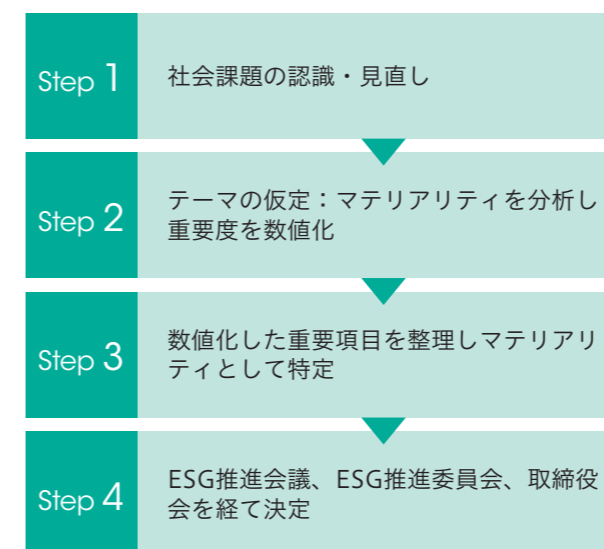 Step 1
社会課題の認識・見直し
Step 2
テーマの仮定：マテリアリティを分析し
重要度を数値化
Step 3
数値化した重要項目を整理しマテリアリ
ティとして特定
Step 4
ESG推進会議、ESG推進委員会、取締役
会を経て決定